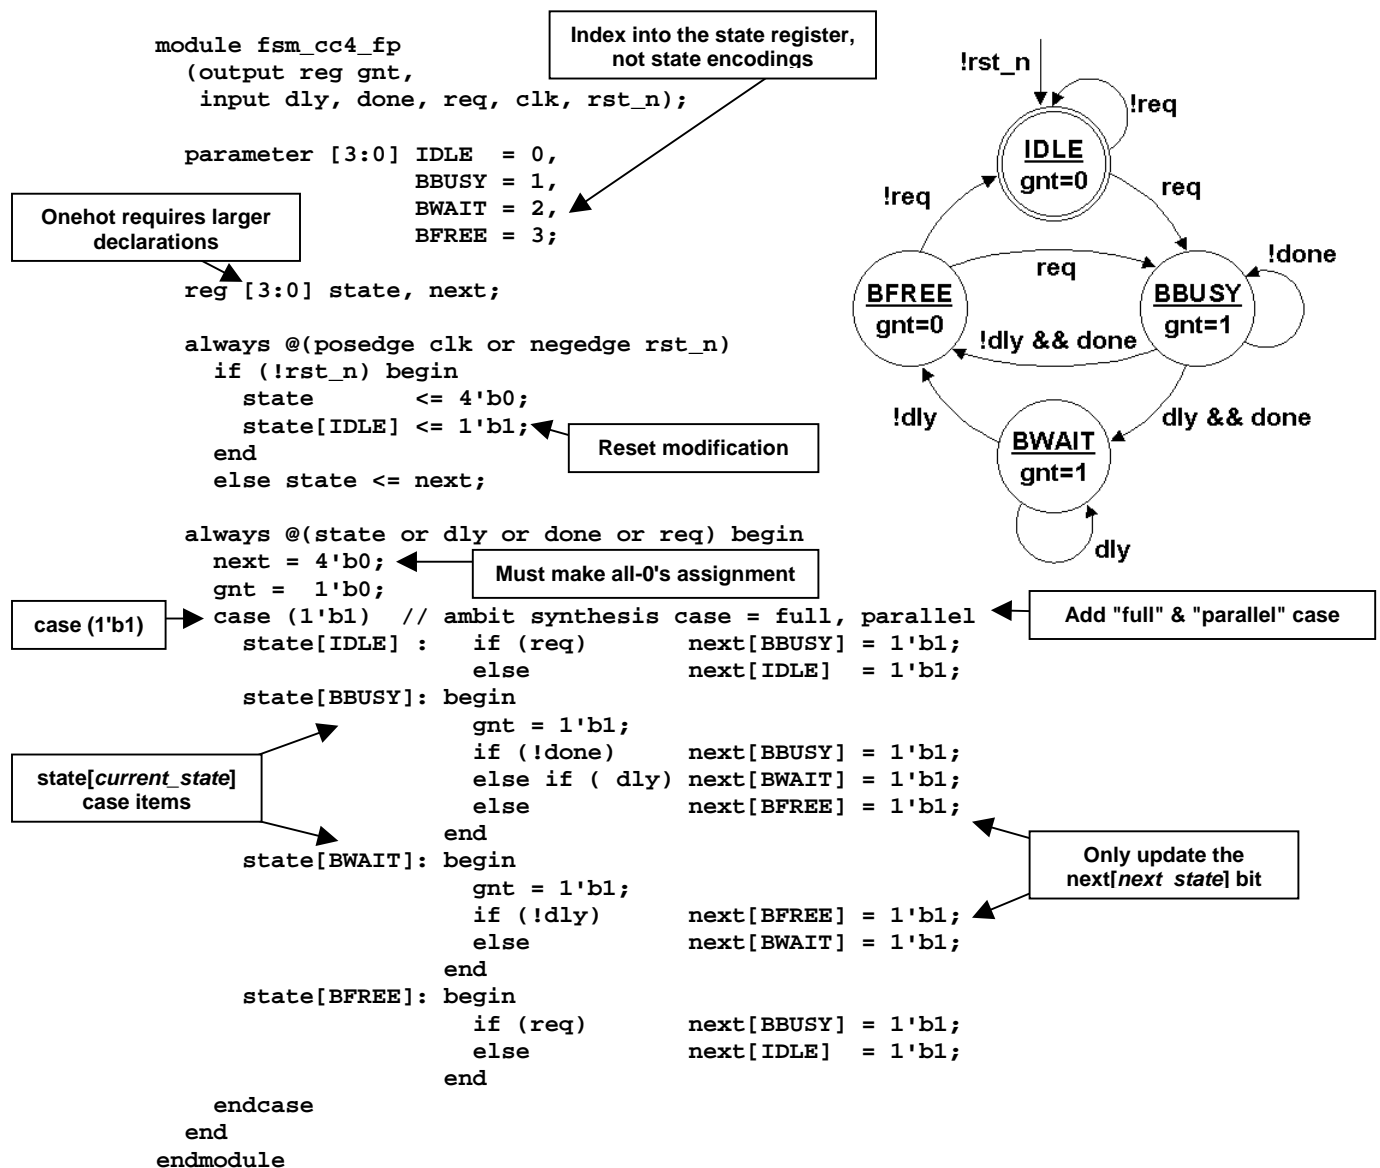 module fsm_cc4_fp
(output reg gnt,
input dly, done, req, clk, rst_n);
Index into the state register,
not state encodings
parameter [3:0] IDLE = 0,
BBUSY = 1,
BWAIT = 2,
BFREE = 3;
Onehot requires larger
declarations
reg [3:0] state, next;
always @(posedge clk or negedge rst_n)
if (!rst_n) begin
state <= 4'b0;
state[IDLE] <= 1'b1;
Reset modification
end
else state <= next;
always @(state or dly or done or req) begin
next = 4'b0;
Must make all-0's assignment
gnt = 1'b0;
case (1'b1)
case (1'b1) // ambit synthesis case = full, parallel
Add "full" & "parallel" case
state[IDLE] : if (req) next[BBUSY] = 1'b1;
else next[IDLE] = 1'b1;
state[BBUSY]: begin
gnt = 1'b1;
if (!done) next[BBUSY] = 1'b1;
else if ( dly) next[BWAIT] = 1'b1;
else next[BFREE] = 1'b1;
end
state[current_state]
case items
state[BWAIT]: begin
gnt = 1'b1;
if (!dly) next[BFREE] = 1'b1;
else next[BWAIT] = 1'b1;
end
Only update the
next[next_state] bit
state[BFREE]: begin
if (req) next[BBUSY] = 1'b1;
else next[IDLE] = 1'b1;
end
endcase
end
endmodule
!rst_n
!req
IDLE
gnt=0
!req
req
!done
req
BFREE
gnt=0
BBUSY
gnt=1
!dly && done
!dly
dly && done
BWAIT
gnt=1
dly